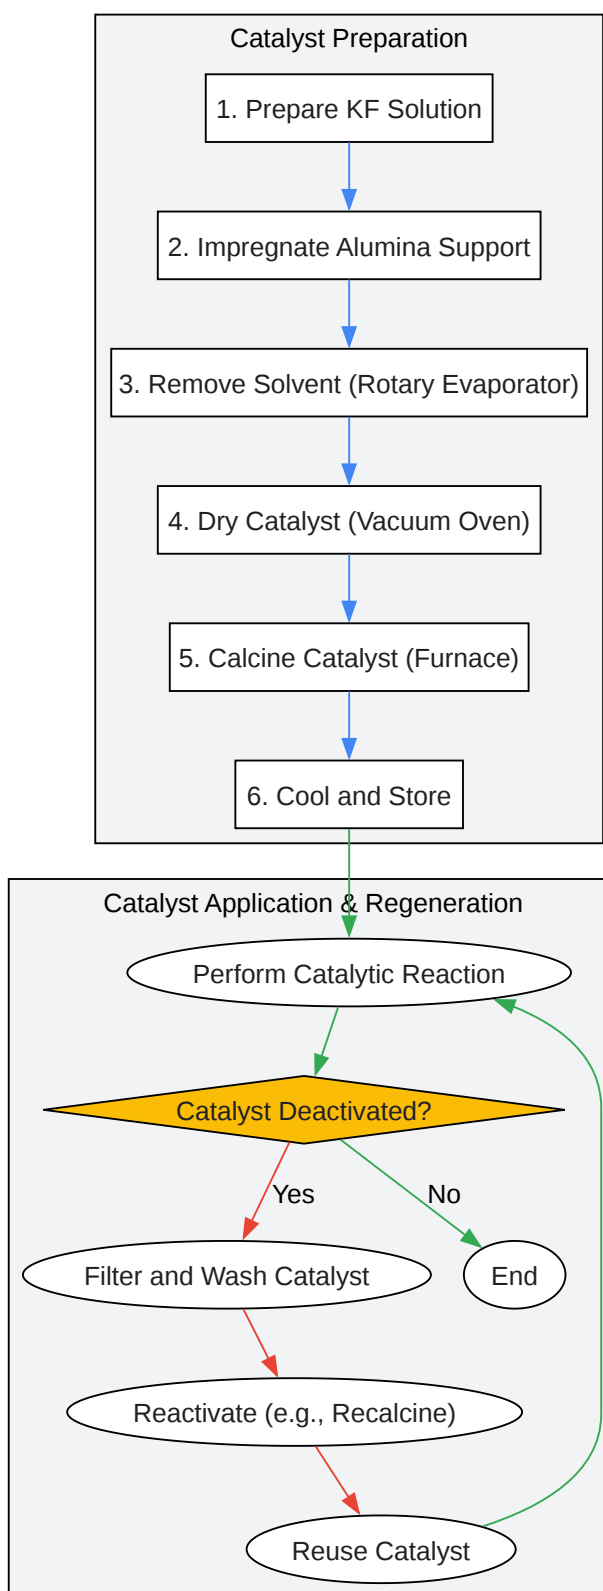 Catalyst Preparation
1. Prepare KF Solution
2. Impregnate Alumina Support
3. Remove Solvent (Rotary Evaporator)
4. Dry Catalyst (Vacuum Oven)
5. Calcine Catalyst (Furnace)
6. Cool and Store
Catalyst Application & Regeneration
Perform Catalytic Reaction
Catalyst Deactivated?
Yes
No
Filter and Wash Catalyst
End
Reactivate (e.g., Recalcine)
Reuse Catalyst